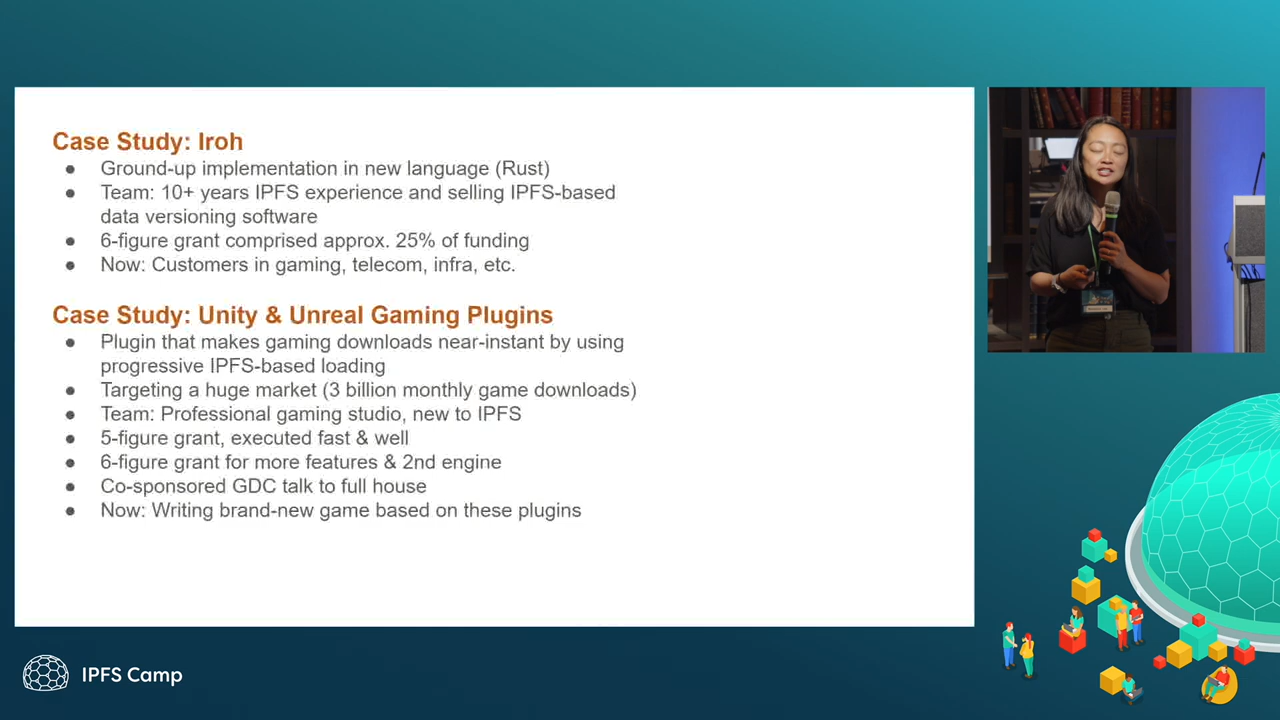 Case Study: Iroh
● Ground-up implementation in new language (Rust)
● Team: 10+ years IPFS experience and selling IPFS-based
data versioning software
● 6-figure grant comprised approx. 25% of funding
● Now: Customers in gaming, telecom, infra, etc.
Case Study: Unity & Unreal Gaming Plugins
● Plugin that makes gaming downloads near-instant by using
progressive IPFS-based loading
● Targeting a huge market (3 billion monthly game downloads)
● Team: Professional gaming studio, new to IPFS
● 5-figure grant, executed fast & well
● 6-figure grant for more features & 2nd engine
● Co-sponsored GDC talk to full house
● Now: Writing brand-new game based on these plugins
IPFS Camp